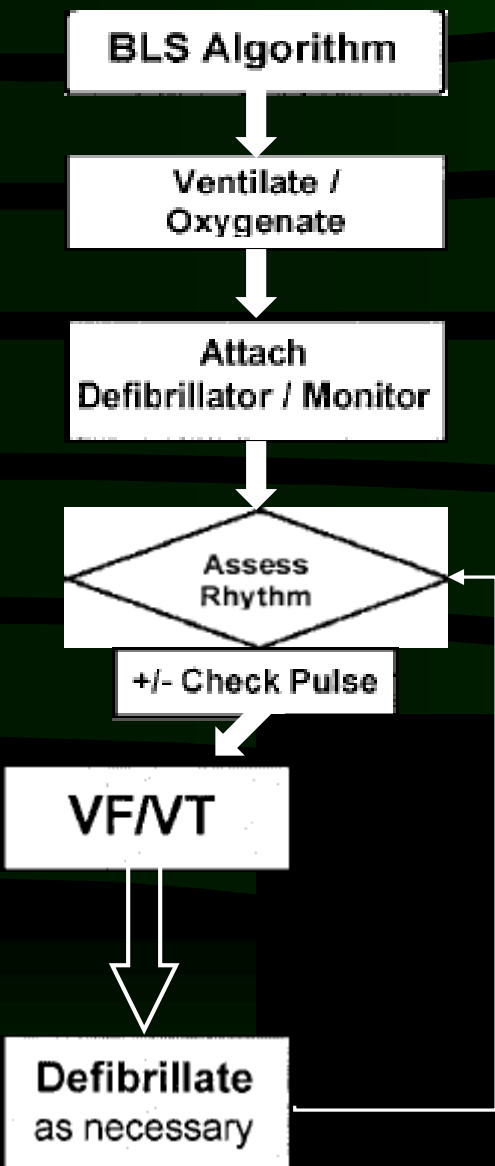 BLS Algorithm
Ventilate /
Oxygenate
Attach
Defibrillator / Monitor
Assess
Rhythm
+/- Check Pulse
VF/VT
Defibrillate
as necessary